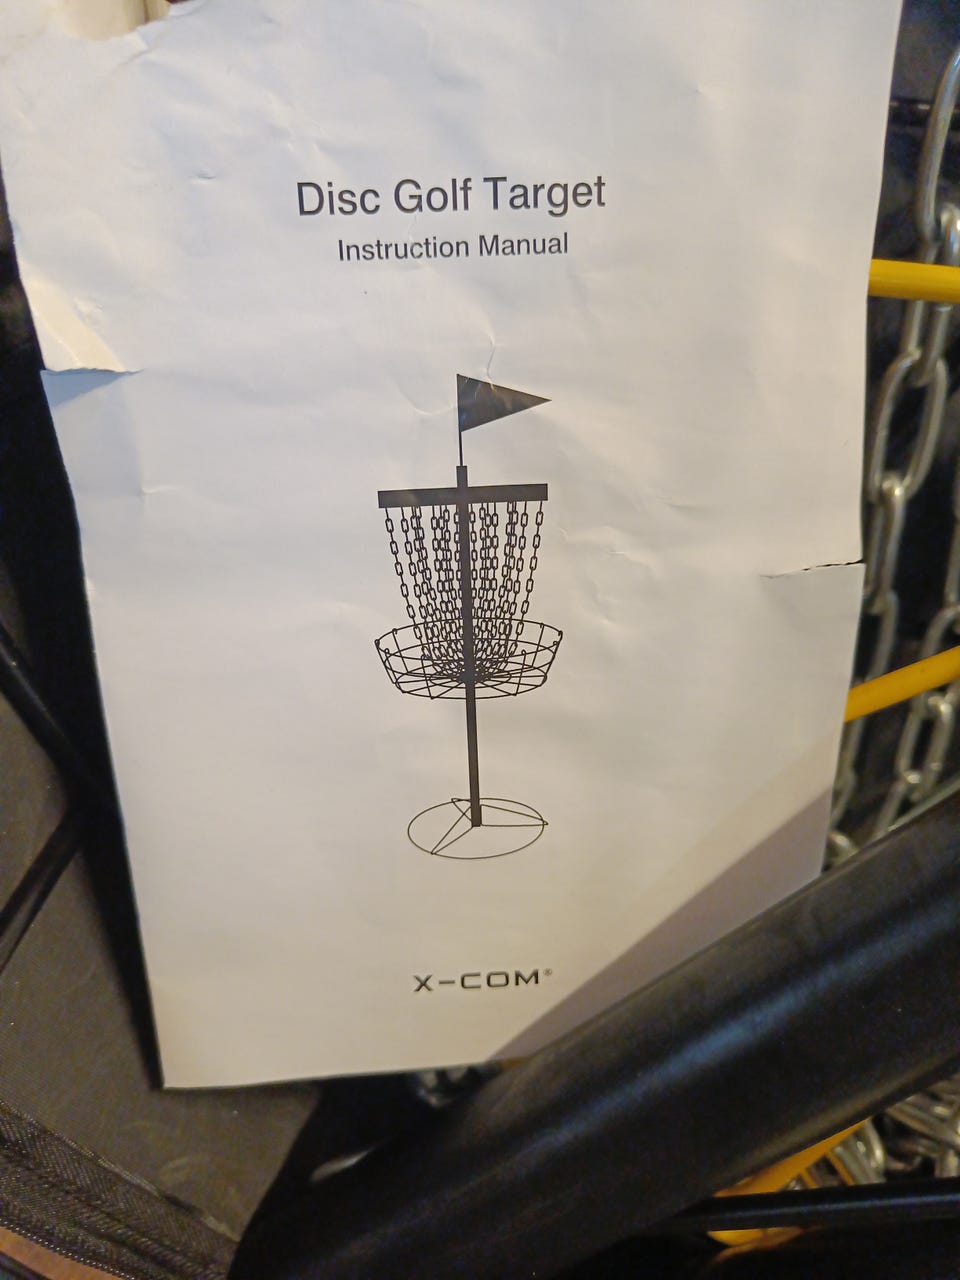 Disc Golf Target
Instruction Manual
X-COM®